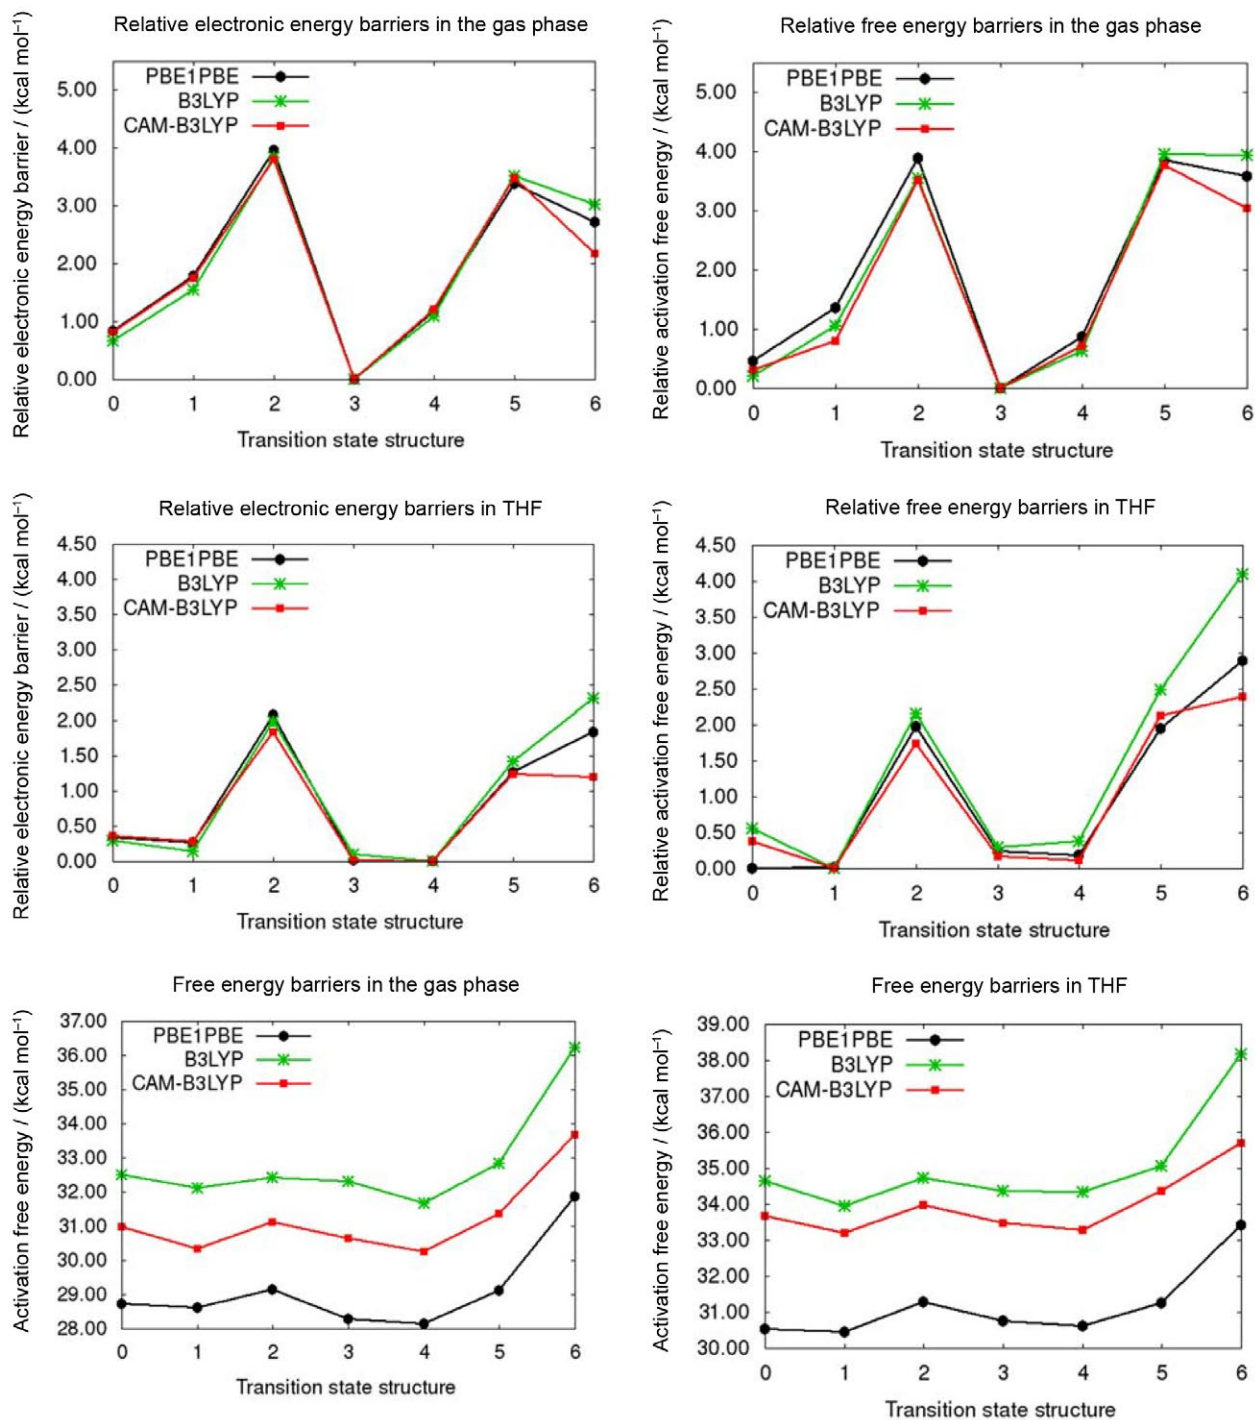 Relative electronic energy barriers in the gas phase
Relative electronic energy barrier / (kcal mol⁻¹)
PBE1PBE
B3LYP
CAM-B3LYP
5.00
4.00
3.00
2.00
1.00
0.00
0 1 2 3 4 5 6
Transition state structure
Relative free energy barriers in the gas phase
Relative activation free energy / (kcal mol⁻¹)
PBE1PBE
B3LYP
CAM-B3LYP
5.00
4.00
3.00
2.00
1.00
0.00
0 1 2 3 4 5 6
Transition state structure
Relative electronic energy barriers in THF
Relative electronic energy barrier / (kcal mol⁻¹)
PBE1PBE
B3LYP
CAM-B3LYP
4.50
4.00
3.50
3.00
2.50
2.00
1.50
1.00
0.50
0.00
0 1 2 3 4 5 6
Transition state structure
Relative free energy barriers in THF
Relative activation free energy / (kcal mol⁻¹)
PBE1PBE
B3LYP
CAM-B3LYP
4.50
4.00
3.50
3.00
2.50
2.00
1.50
1.00
0.50
0.00
0 1 2 3 4 5 6
Transition state structure
Free energy barriers in the gas phase
Activation free energy / (kcal mol⁻¹)
PBE1PBE
B3LYP
CAM-B3LYP
37.00
36.00
35.00
34.00
33.00
32.00
31.00
30.00
29.00
28.00
0 1 2 3 4 5 6
Transition state structure
Free energy barriers in THF
Activation free energy / (kcal mol⁻¹)
PBE1PBE
B3LYP
CAM-B3LYP
39.00
38.00
37.00
36.00
35.00
34.00
33.00
32.00
31.00
30.00
0 1 2 3 4 5 6
Transition state structure